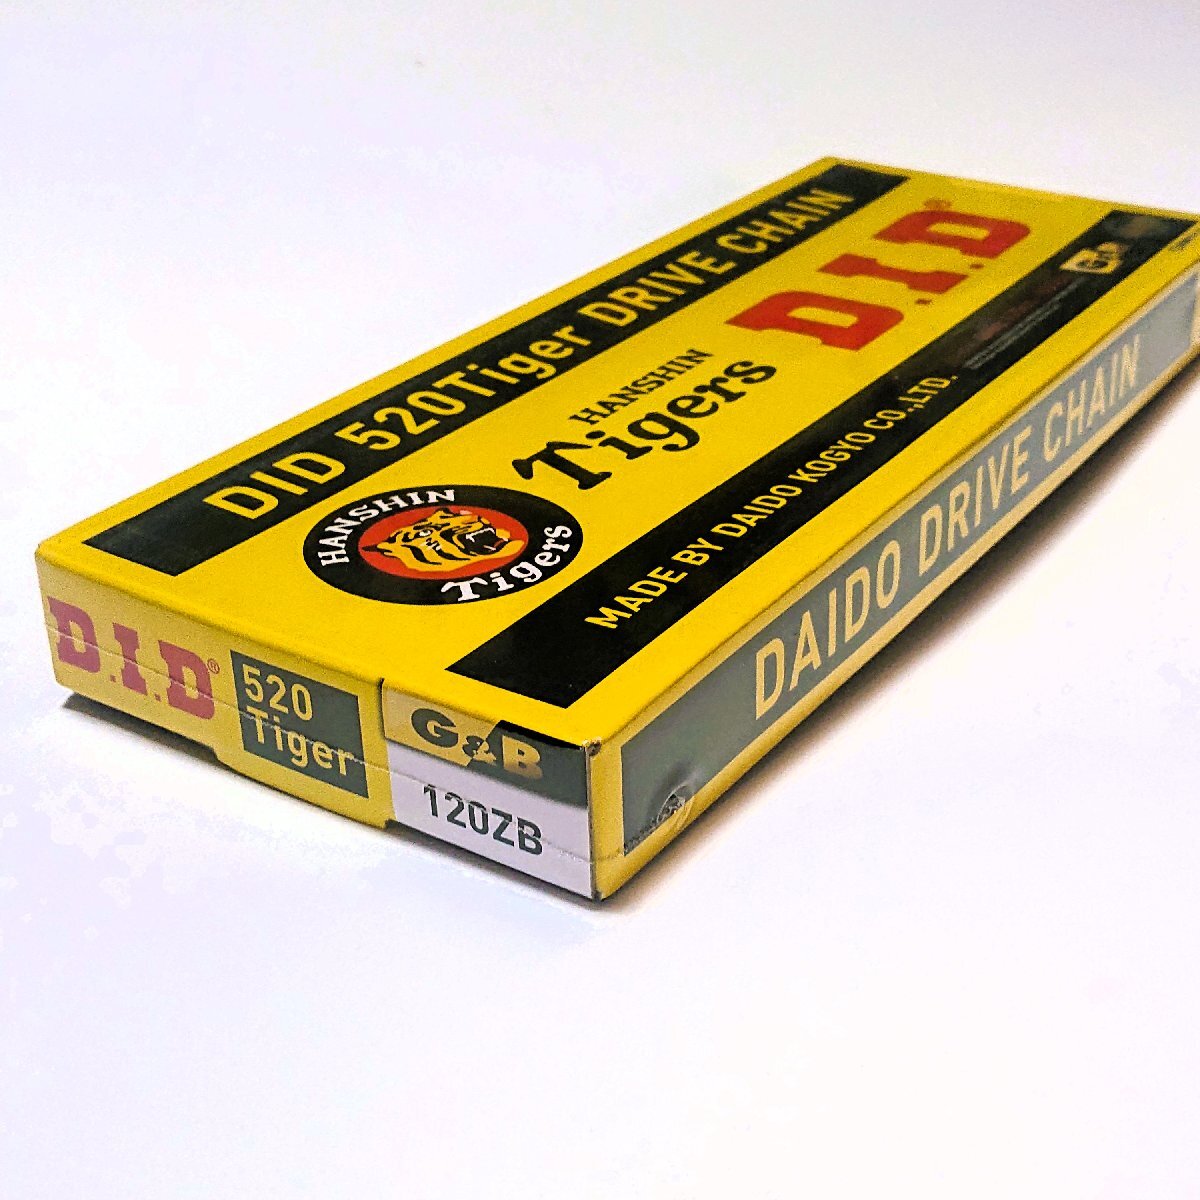 DID 520Tiger DRIVE CHAIN
D.I.D®
HANSHIN
Tigers
HANSHIN
Tigers
MADE BY DAIDO KOGYO CO.,LTD.
G&B
D.I.D®
520
Tiger
G&B
120ZB
DAIDO DRIVE CHAIN